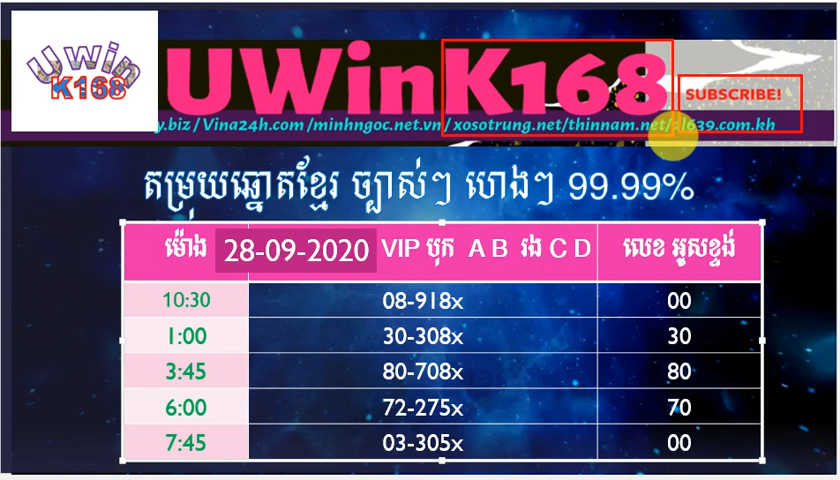 UWin
K168
UWinK168
SUBSCRIBE!
y.biz/Vina24h.com/minhngoc.net.vn/xosotrung.net/thinnam.net/al639.com.kh
តម្រុយឆ្នោតខ្មែរ ច្បាស់ៗ ហេងៗ 99.99%
ម៉ោង 28-09-2020 VIP បុក A B រង C D លេខ អូសខ្ទង់
10:30 08-918x 00
1:00 30-308x 30
3:45 80-708x 80
6:00 72-275x 70
7:45 03-305x 00